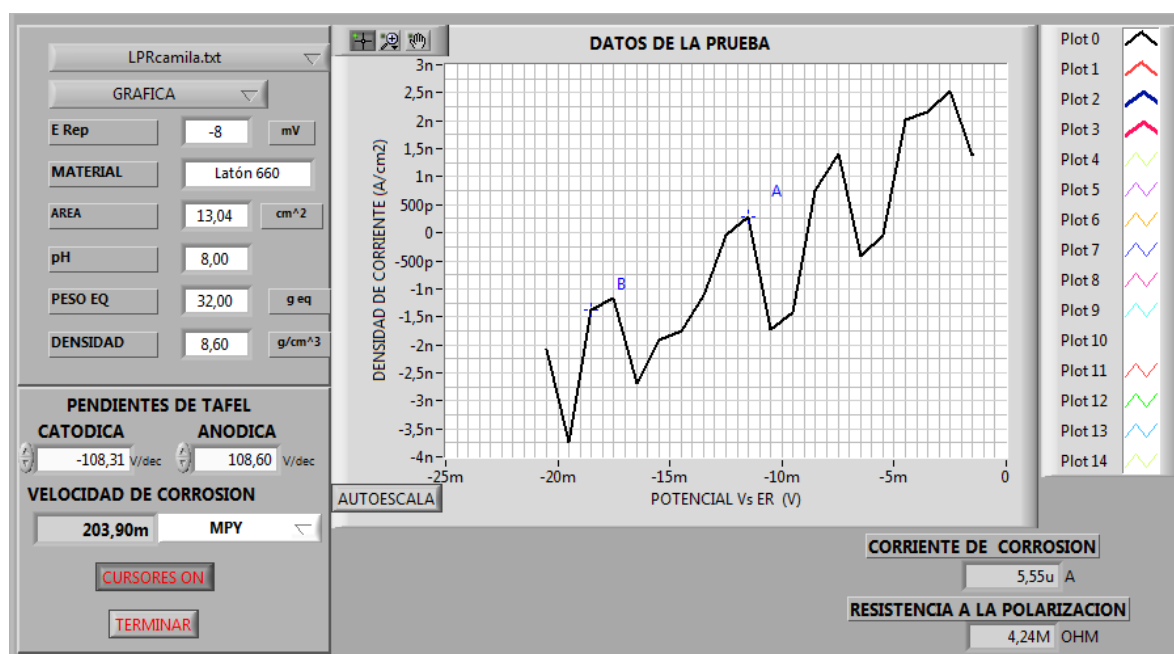 LPRcamila.txt
GRAFICA
E Rep -8 mV
MATERIAL Latón 660
AREA 13,04 cm^2
pH 8,00
PESO EQ 32,00 g eq
DENSIDAD 8,60 g/cm^3
PENDIENTES DE TAFEL
CATODICA ANODICA
-108,31 V/dec 108,60 V/dec
VELOCIDAD DE CORROSION
203,90m MPY
CURSORES ON
TERMINAR
DATOS DE LA PRUEBA
DENSIDAD DE CORRIENTE (A/cm2)
3n
2,5n
2n
1,5n
1n
500p
0
-500p
-1n
-1,5n
-2n
-2,5n
-3n
-3,5n
-4n
A
B
-25m -20m -15m -10m -5m 0
POTENCIAL Vs ER (V)
AUTOESCALA
Plot 0
Plot 1
Plot 2
Plot 3
Plot 4
Plot 5
Plot 6
Plot 7
Plot 8
Plot 9
Plot 10
Plot 11
Plot 12
Plot 13
Plot 14
CORRIENTE DE CORROSION
5,55u A
RESISTENCIA A LA POLARIZACION
4,24M OHM